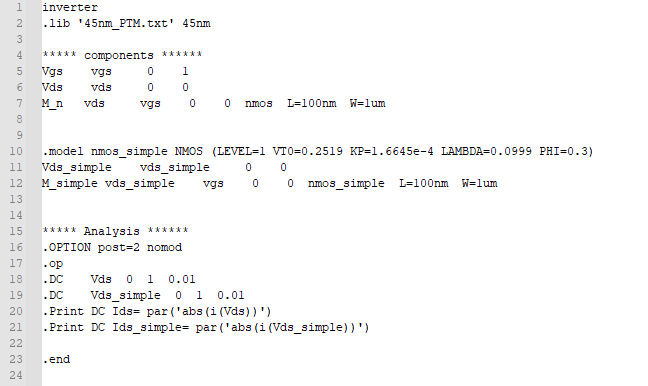 1 inverter
2 .lib '45nm_PTM.txt' 45nm
3
4 ***** components ******
5 Vgs vgs 0 1
6 Vds vds 0 0
7 M_n vds vgs 0 0 nmos L=100nm W=1um
8
9
10 .model nmos_simple NMOS (LEVEL=1 VT0=0.2519 KP=1.6645e-4 LAMBDA=0.0999 PHI=0.3)
11 Vds_simple vds_simple 0 0
12 M_simple vds_simple vgs 0 0 nmos_simple L=100nm W=1um
13
14
15 ***** Analysis ******
16 .OPTION post=2 nomod
17 .op
18 .DC Vds 0 1 0.01
19 .DC Vds_simple 0 1 0.01
20 .Print DC Ids= par('abs(i(Vds))')
21 .Print DC Ids_simple= par('abs(i(Vds_simple))')
22
23 .end
24